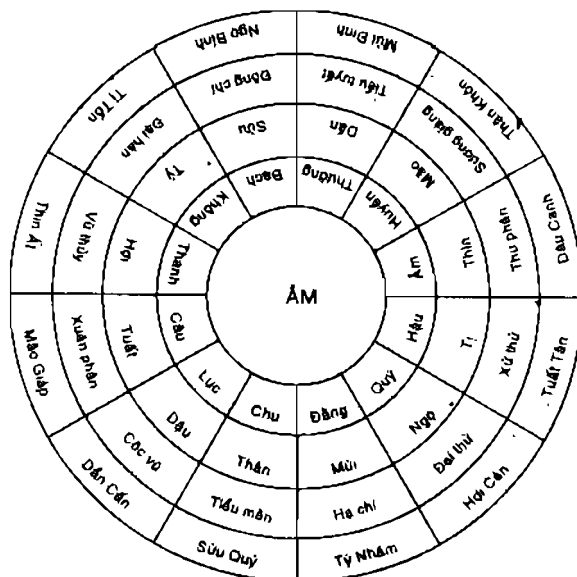 Ngọ Bính
Mùi Đinh
Thân Khôn
Dậu Canh
Tuất Tân
Hợi Càn
Tý Nhâm
Sửu Quý
Dần Cấn
Mão Giáp
Thìn Ất
Tị Tốn
Đông chí
Tiểu tuyết
Sương giáng
Thu phân
Xử thử
Đại thử
Hạ chí
Tiểu mãn
Cốc vũ
Xuân phân
Vũ thủy
Đại hàn
Sửu
Dần
Mão
Thìn
Tị
Ngọ
Mùi
Thân
Dậu
Tuất
Hợi
Tý
Bạch
Thường
Huyền
Âm
Hậu
Quý
Đằng
Chu
Lục
Câu
Thanh
Không
ÂM